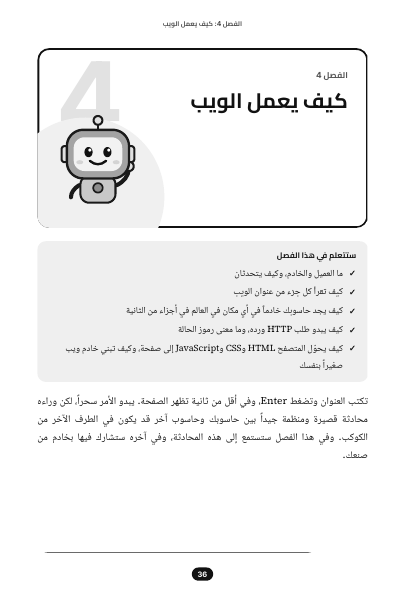 الفصل 4: كيف يعمل الويب
4
الفصل 4
كيف يعمل الويب
ستتعلم في هذا الفصل
✔ ما العميل والخادم، وكيف يتحدثان
✔ كيف تقرأ كل جزء من عنوان الويب
✔ كيف يجد حاسوبك خادماً في أي مكان في العالم في أجزاء من الثانية
✔ كيف يبدو طلب HTTP ورده، وما معنى رموز الحالة
✔ كيف يحوّل المتصفح HTML وCSS وJavaScript إلى صفحة، وكيف تبني خادم ويب
صغيراً بنفسك
تكتب العنوان وتضغط Enter، وفي أقل من ثانية تظهر الصفحة. يبدو الأمر سحراً، لكن وراءه
محادثة قصيرة ومنظمة جيداً بين حاسوبك وحاسوب آخر قد يكون في الطرف الآخر من
الكوكب. وفي هذا الفصل ستستمع إلى هذه المحادثة، وفي آخره ستشارك فيها بخادم من
صنعك.
36